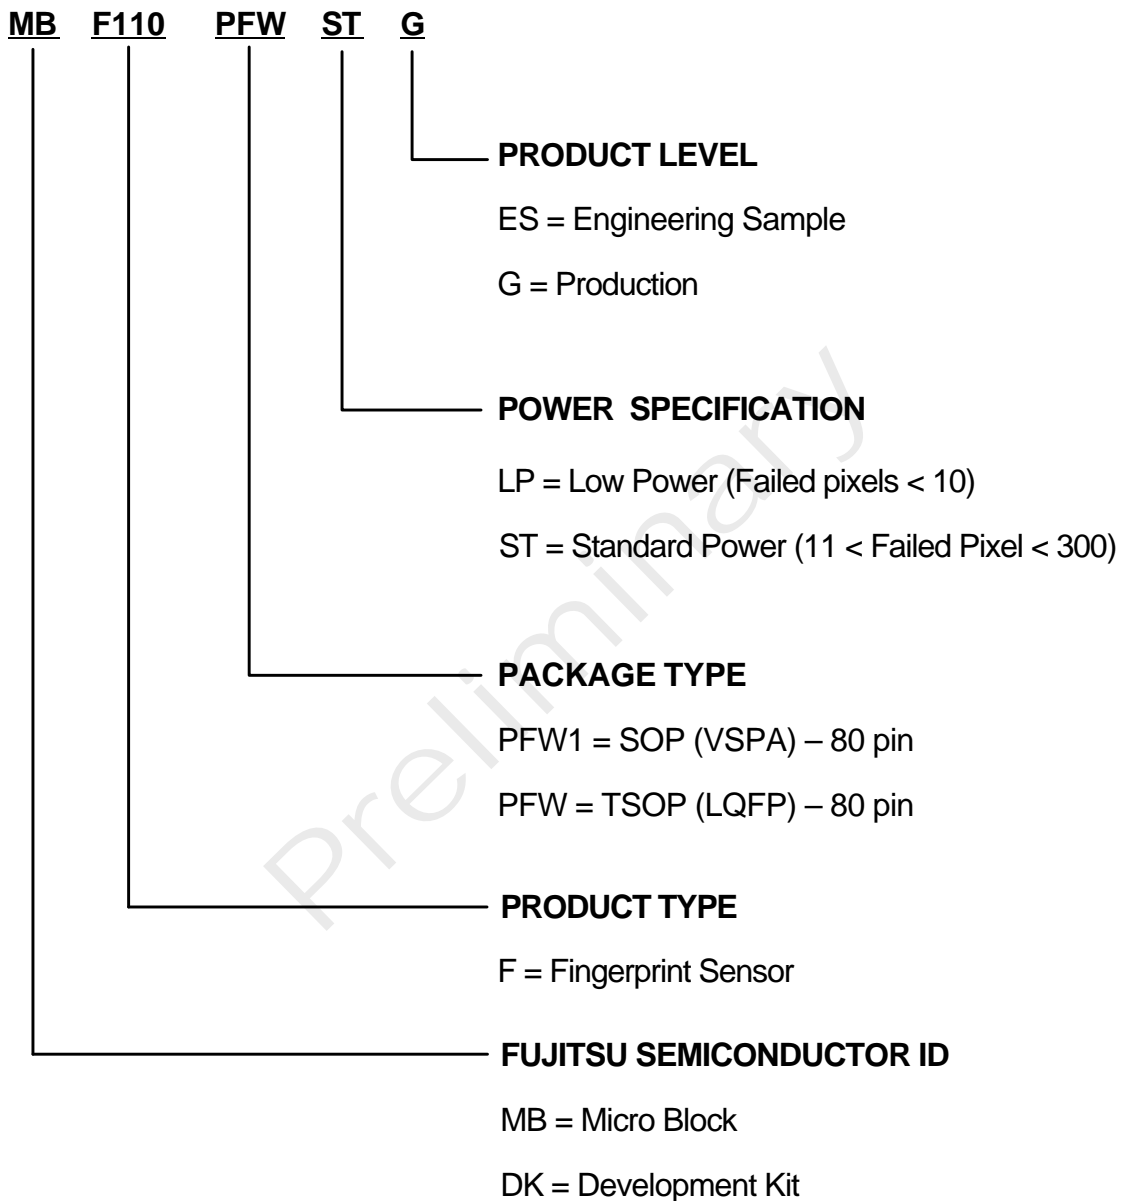 MB F110 PFW ST G
PRODUCT LEVEL
ES = Engineering Sample
G = Production
POWER SPECIFICATION
LP = Low Power (Failed pixels < 10)
ST = Standard Power (11 < Failed Pixel < 300)
PACKAGE TYPE
PFW1 = SOP (VSPA) – 80 pin
PFW = TSOP (LQFP) – 80 pin
PRODUCT TYPE
F = Fingerprint Sensor
FUJITSU SEMICONDUCTOR ID
MB = Micro Block
DK = Development Kit
Preliminary